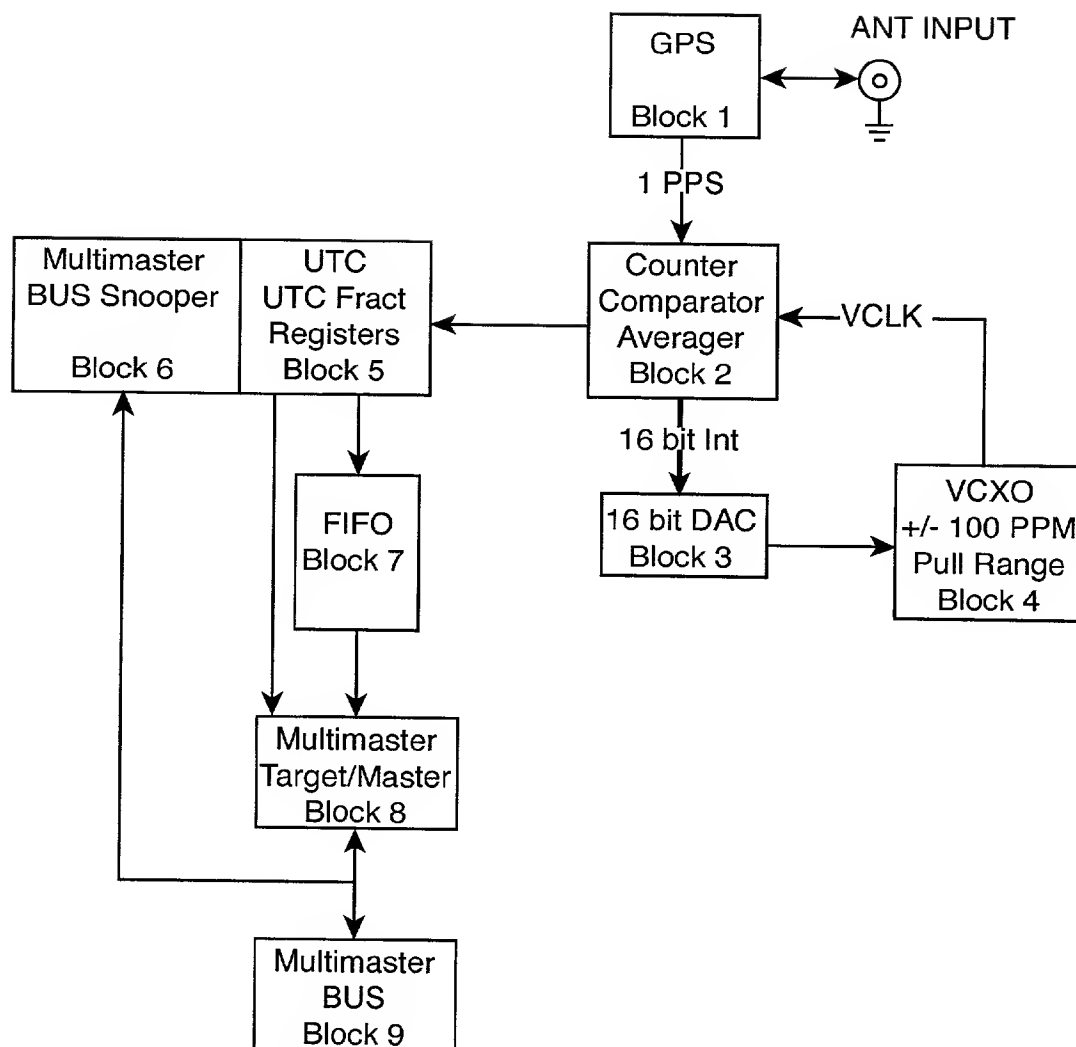 GPS
Block 1
ANT INPUT
1 PPS
Multimaster
BUS Snooper
Block 6
UTC
UTC Fract
Registers
Block 5
Counter
Comparator
Averager
Block 2
VCLK
16 bit Int
FIFO
Block 7
16 bit DAC
Block 3
VCXO
+/- 100 PPM
Pull Range
Block 4
Multimaster
Target/Master
Block 8
Multimaster
BUS
Block 9